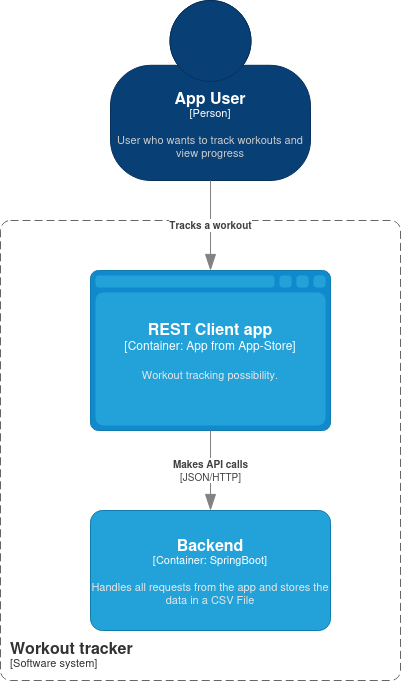 App User
[Person]
User who wants to track workouts and
view progress
Tracks a workout
REST Client app
[Container: App from App-Store]
Workout tracking possibility.
Makes API calls
[JSON/HTTP]
Backend
[Container: SpringBoot]
Handles all requests from the app and stores the
data in a CSV File
Workout tracker
[Software system]